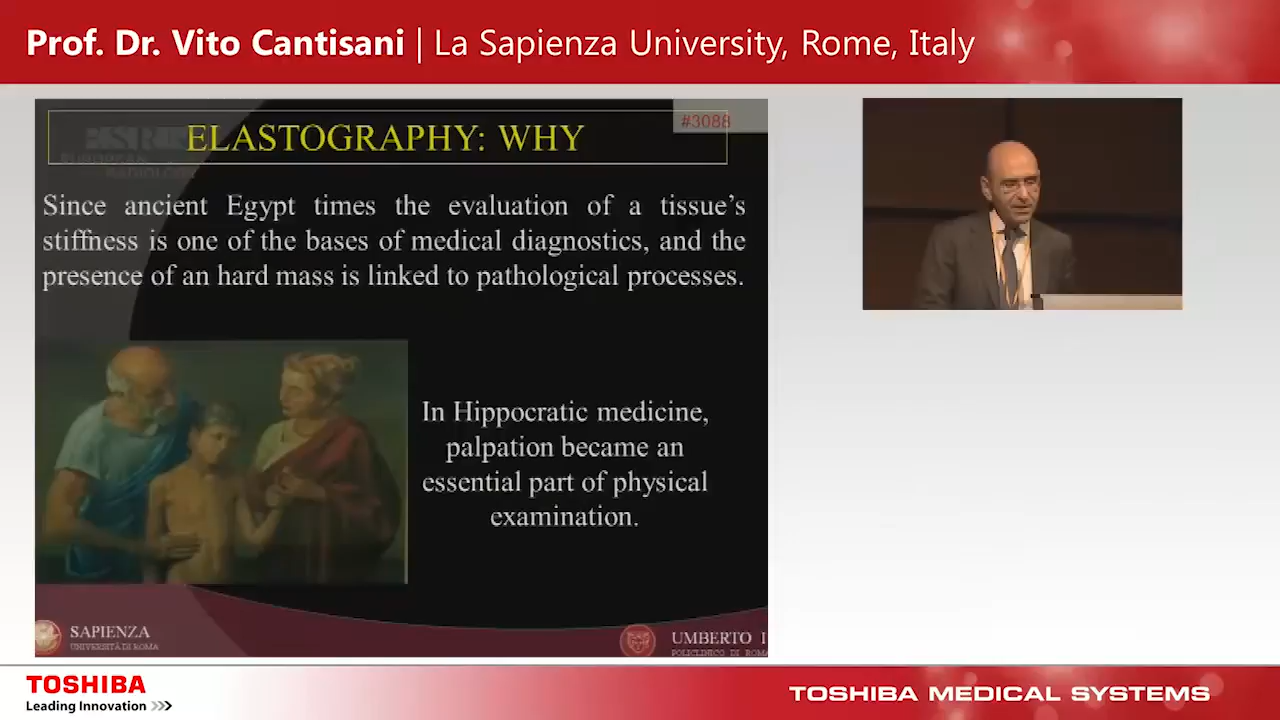 Prof. Dr. Vito Cantisani | La Sapienza University, Rome, Italy
#3088
ELASTOGRAPHY: WHY
EUROPEAN
RADIOLOGY
Since ancient Egypt times the evaluation of a tissue's
stiffness is one of the bases of medical diagnostics, and the
presence of an hard mass is linked to pathological processes.
In Hippocratic medicine,
palpation became an
essential part of physical
examination.
SAPIENZA
UNIVERSITÀ DI ROMA
UMBERTO I
POLICLINICO DI ROMA
TOSHIBA
Leading Innovation >>>
TOSHIBA MEDICAL SYSTEMS